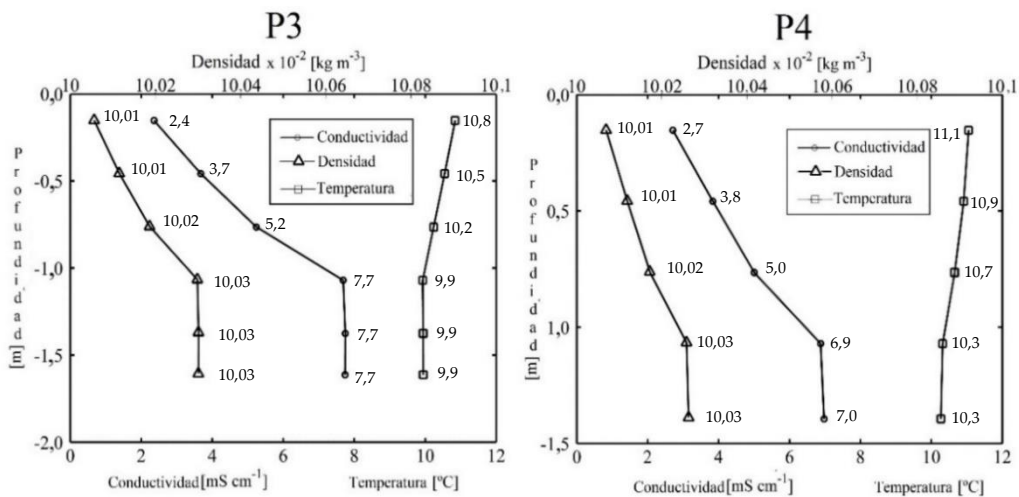 P3
Densidad x 10-2 [kg m-3]
10 10,02 10,04 10,06 10,08 10,1
0,0
-0,5
-1,0
-1,5
-2,0
Profundidad
[m]
10,01 2,4 10,8
Conductividad
Densidad
Temperatura
10,01 3,7 10,5
10,02 5,2 10,2
10,03 7,7 9,9
10,03 7,7 9,9
10,03 7,7 9,9
0 2 4 6 8 10 12
Conductividad[mS cm-1] Temperatura [ºC]
P4
Densidad x 10-2 [kg m-3]
10 10,02 10,04 10,06 10,08 10,1
0,0
0,5
1,0
-1,5
Profundidad
[m]
10,01 2,7 11,1
Conductividad
Densidad
Temperatura
10,01 3,8 10,9
10,02 5,0 10,7
10,03 6,9 10,3
10,03 7,0 10,3
0 2 4 6 8 10 12
Conductividad [mS cm-1] Temperatura [ºC]